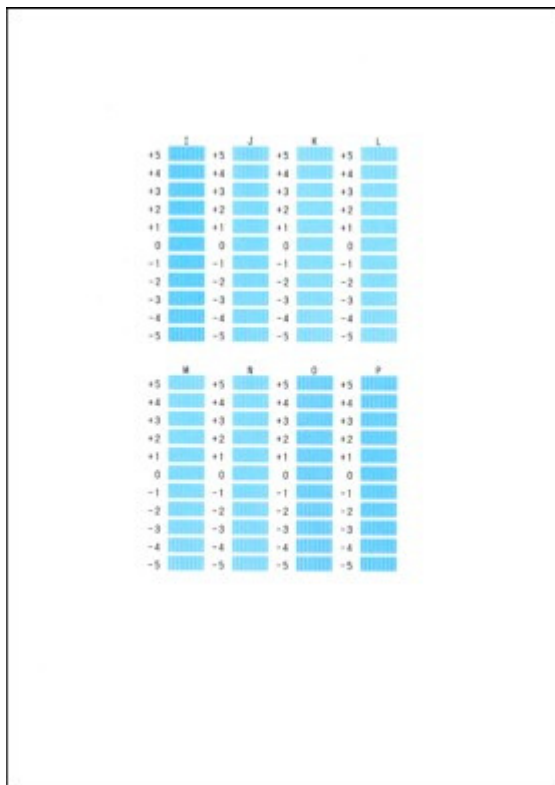 I J K L
+5 +5 +5 +5
+4 +4 +4 +4
+3 +3 +3 +3
+2 +2 +2 +2
+1 +1 +1 +1
0 0 0 0
-1 -1 -1 -1
-2 -2 -2 -2
-3 -3 -3 -3
-4 -4 -4 -4
-5 -5 -5 -5
M N O P
+5 +5 +5 +5
+4 +4 +4 +4
+3 +3 +3 +3
+2 +2 +2 +2
+1 +1 +1 +1
0 0 0 0
-1 -1 -1 -1
-2 -2 -2 -2
-3 -3 -3 -3
-4 -4 -4 -4
-5 -5 -5 -5